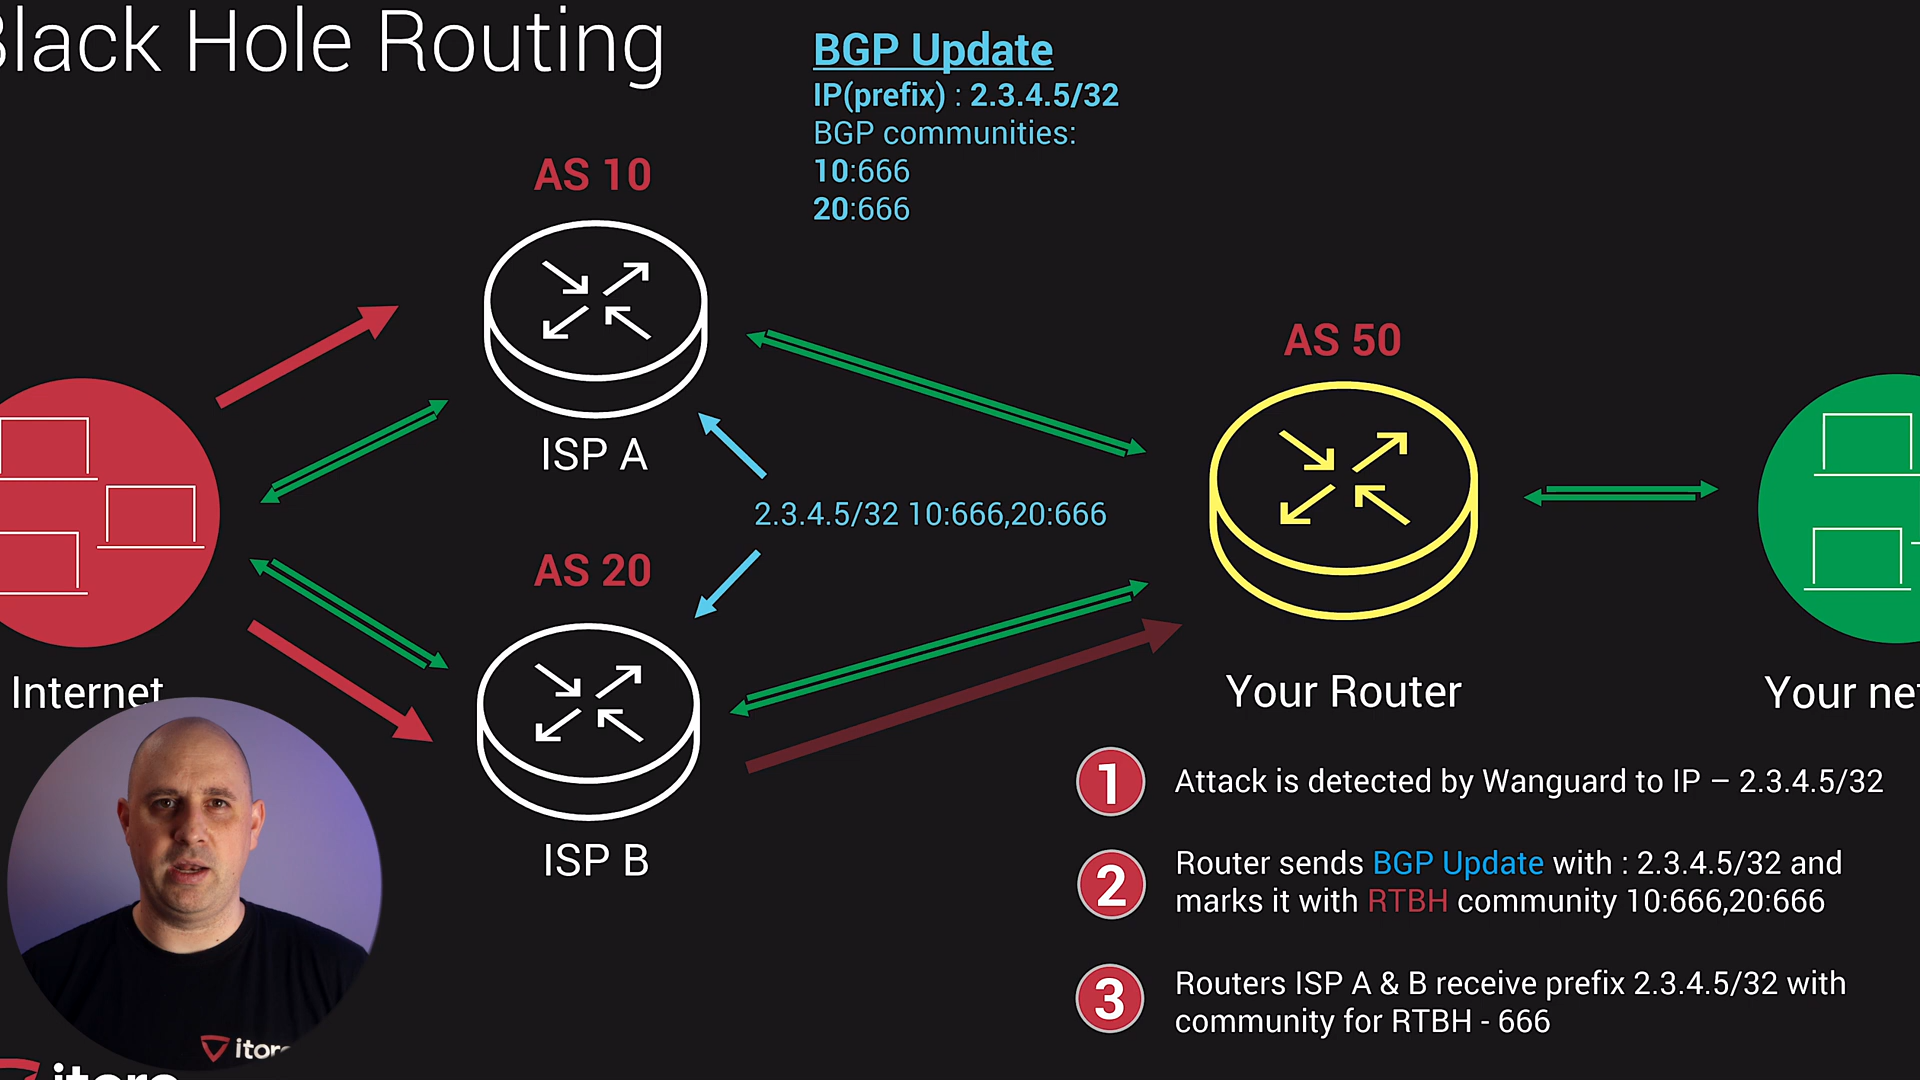 Black Hole Routing
BGP Update
IP(prefix) : 2.3.4.5/32
BGP communities:
10:666
20:666
AS 10
ISP A
AS 50
2.3.4.5/32 10:666,20:666
AS 20
ISP B
Internet
Your Router
Your net
1 Attack is detected by Wanguard to IP – 2.3.4.5/32
2 Router sends BGP Update with : 2.3.4.5/32 and
marks it with RTBH community 10:666,20:666
3 Routers ISP A & B receive prefix 2.3.4.5/32 with
community for RTBH - 666
itoro
itoro